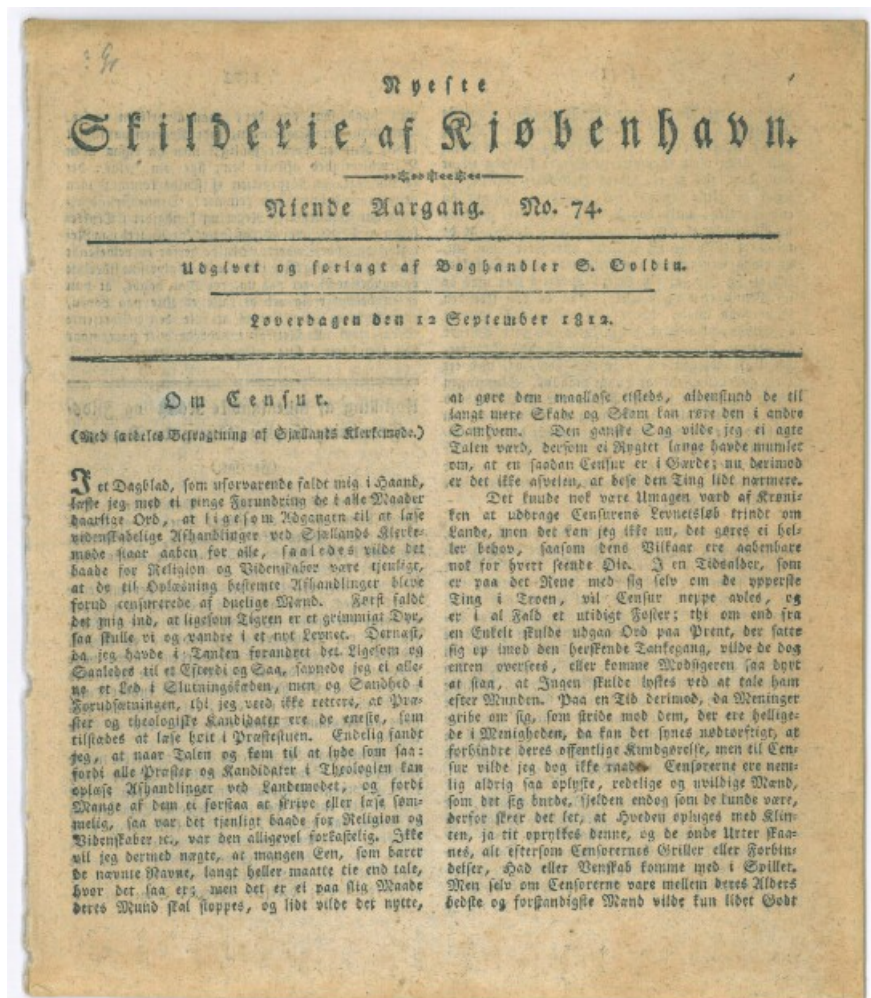 Nyeste
Skilderie af Kjøbenhavn.
Niende Aargang. No. 74.
Udgivet og forlagt af Boghandler S. Soldin.
Løverdagen den 12 September 1812.
Om Censur.
(Med særdeles Betragtning af Sjællands Klerkemode.)
I et Dagblad, som uforvarende faldt mig i Haand,
læste jeg med ei ringe Forundring de i alle Maader
daarlige Ord, at ligesom Adgangen til at læse
videnskabelige Afhandlinger ved Sjællands Klerke-
mode staar aaben for alle, saaledes vilde det
baade for Religion og Videnskaber være tjenligt,
at de til Oplæsning bestemte Afhandlinger bleve
forud censurerede af duelige Mænd. Først faldt
det mig ind, at ligesom Tigren er et grimmigt Dyr,
saa skulle vi og vandre i et nyt Levnet. Dernæst,
da jeg havde i Tanken forandret det Ligesom og
Saaledes til et Efterdi og Saa, savnede jeg ei alle-
ne et Led i Slutningskæden, men og Sandhed i
Forudsætningen, thi jeg veed ikke rettere, at Præ-
ster og theologiske Kandidater ere de eneste, som
tilstædes at læse høit i Præstestuen. Endelig fandt
jeg, at naar Talen og kom til at lyde som saa:
fordi alle Præster og Kandidater i Theologien kan
oplæse Afhandlinger ved Landemodet, og fordi
Mange af dem ei forstaa at skrive eller læse søm-
melig, saa var det tjenligt baade for Religion og
Videnskaber ic., var den alligevel forkastelig. Ikke
vil jeg dermed nægte, at mangen Een, som bærer
de nævnte Navne, langt heller maatte tie end tale,
hvor det saa er; men det er ei paa slig Maade
deres Mund skal stoppes, og lidt vilde det nytte,
at gøre dem maalløse etsteds, aldenstund de til
langt mere Skade og Skam kan røre den i andre
Samkvem. Den ganske Sag vilde jeg ei agte
Talen værd, dersom ei Rygtet længe havde mumlet
om, at en saadan Censur er i Gærde; nu derimod
er det ikke afveien, at bese den Ting lidt nærmere.
Det kunde nok være Umagen værd af Krøni-
ken at uddrage Censurens Levnetsløb trindt om
Lande, men det kan jeg ikke nu, det gøres ei hel-
ler behov, saasom dens Vilkaar ere aabenbare
nok for hvert seende Øie. I en Tidsalder, som
er paa det Rene med sig selv om de ypperste
Ting i Troen, vil Censur neppe avles, og
er i al Fald et utidigt Foster; thi om end fra
en Enkelt skulde udgaa Ord paa Prent, der satte
sig op imod den herskende Tankegang, vilde de dog
enten oversees, eller komme Modsigeren saa dyrt
at staa, at Ingen skulde lystes ved at tale ham
efter Munden. Paa en Tid derimod, da Meninger
gribe om sig, som stride mod dem, der ere hellige-
de i Menigheden, da kan det synes nødtørftigt, at
forhindre deres offentlige Kundgørelse, men til Cen-
sur vilde jeg dog ikke raade. Censorerne ere nem-
lig aldrig saa oplyste, redelige og uvildige Mænd,
som det sig burde, sjelden endog som de kunde være,
derfor skeer det let, at Hveden opluges med Klin-
ten, ja tit oprykkes denne, og de onde Urter skaa-
nes, alt eftersom Censorernes Griller eller Forbin-
delser, Had eller Venskab komme med i Spillet.
Men selv om Censorerne vare mellem deres Alders
bedste og forstandigste Mænd vilde kun lidet Godt